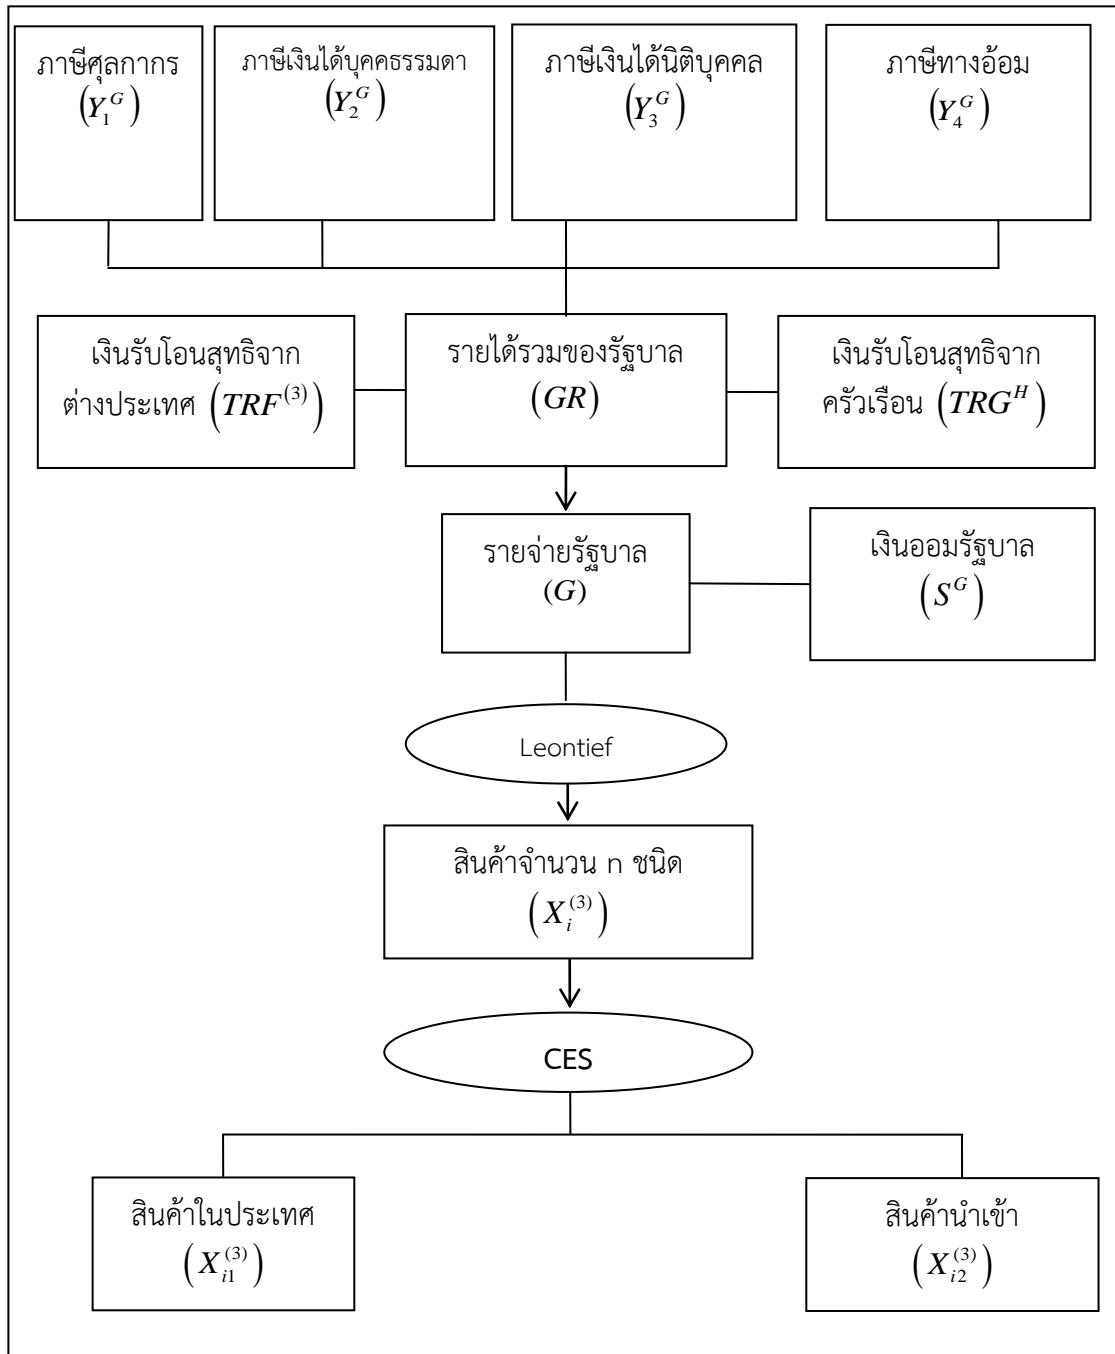 ภาษีศุลกากร
(Y₁ᴳ)
ภาษีเงินได้บุคคธรรมดา
(Y₂ᴳ)
ภาษีเงินได้นิติบุคคล
(Y₃ᴳ)
ภาษีทางอ้อม
(Y₄ᴳ)
เงินรับโอนสุทธิจาก
ต่างประเทศ (TRF⁽³⁾)
รายได้รวมของรัฐบาล
(GR)
เงินรับโอนสุทธิจาก
ครัวเรือน (TRGᴴ)
รายจ่ายรัฐบาล
(G)
เงินออมรัฐบาล
(Sᴳ)
Leontief
สินค้าจำนวน n ชนิด
(Xᵢ⁽³⁾)
CES
สินค้าในประเทศ
(Xᵢ₁⁽³⁾)
สินค้านำเข้า
(Xᵢ₂⁽³⁾)